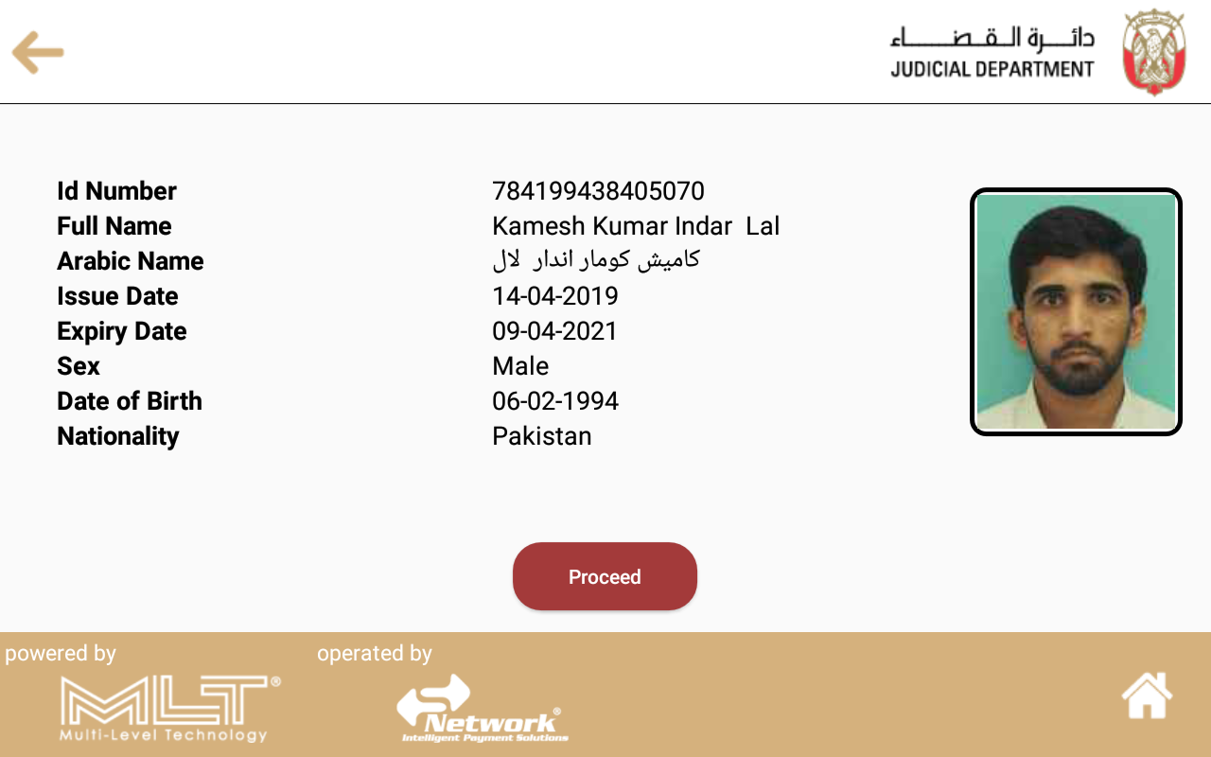 دائرة القضاء
JUDICIAL DEPARTMENT
Id Number 784199438405070
Full Name Kamesh Kumar Indar  Lal
Arabic Name كاميش كومار اندار  لال
Issue Date 14-04-2019
Expiry Date 09-04-2021
Sex Male
Date of Birth 06-02-1994
Nationality Pakistan
Proceed
powered by
MLT®
Multi-Level Technology
operated by
Network®
Intelligent Payment Solutions